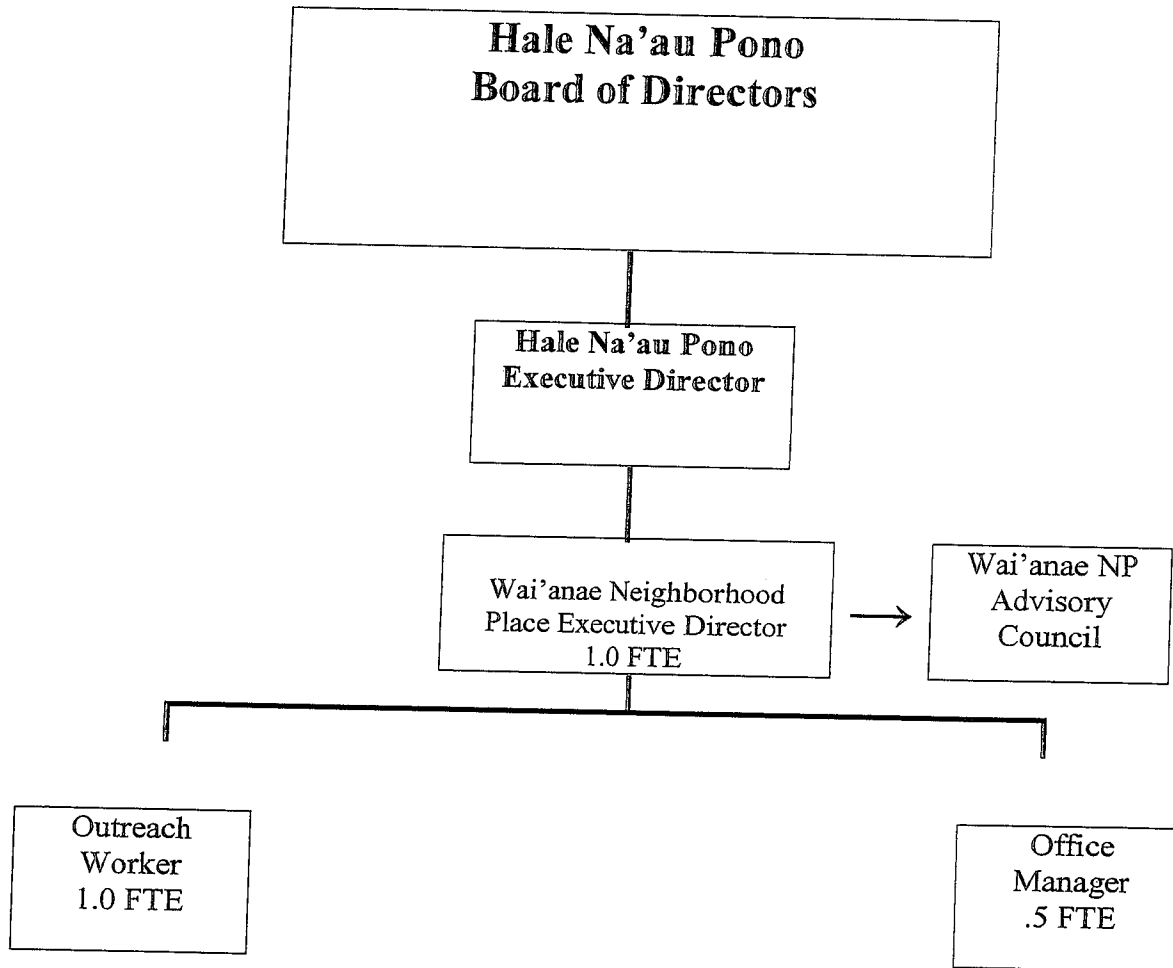 Hale Na'au Pono
Board of Directors
Hale Na'au Pono
Executive Director
Wai'anae Neighborhood
Place Executive Director
1.0 FTE
Wai'anae NP
Advisory
Council
Outreach
Worker
1.0 FTE
Office
Manager
.5 FTE